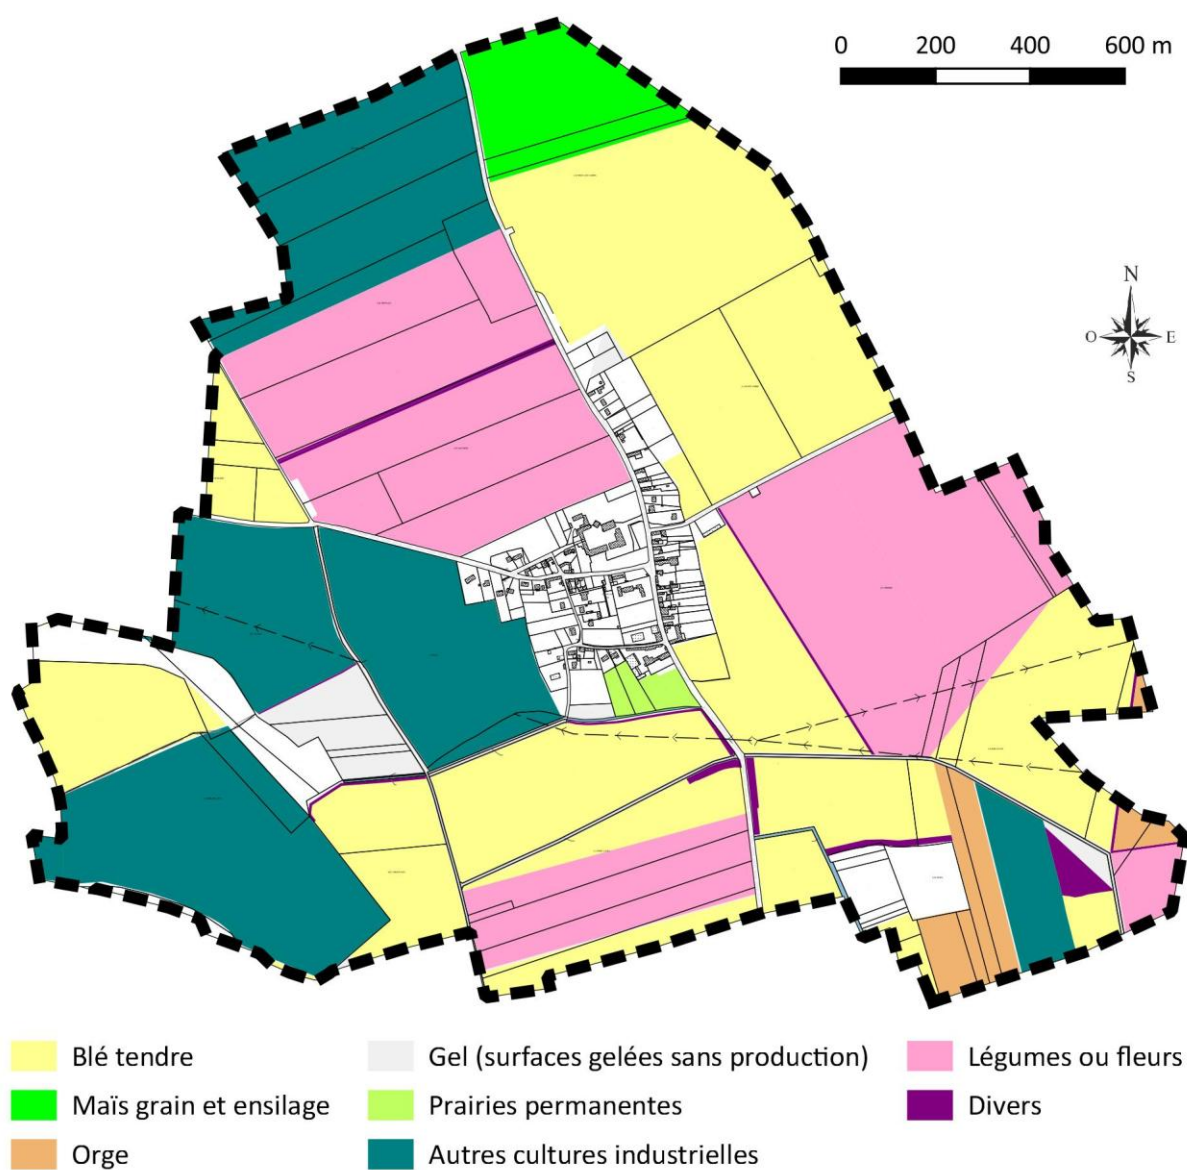 0 200 400 600 m
N
O E
S
Blé tendre
Gel (surfaces gelées sans production)
Légumes ou fleurs
Maïs grain et ensilage
Prairies permanentes
Divers
Orge
Autres cultures industrielles